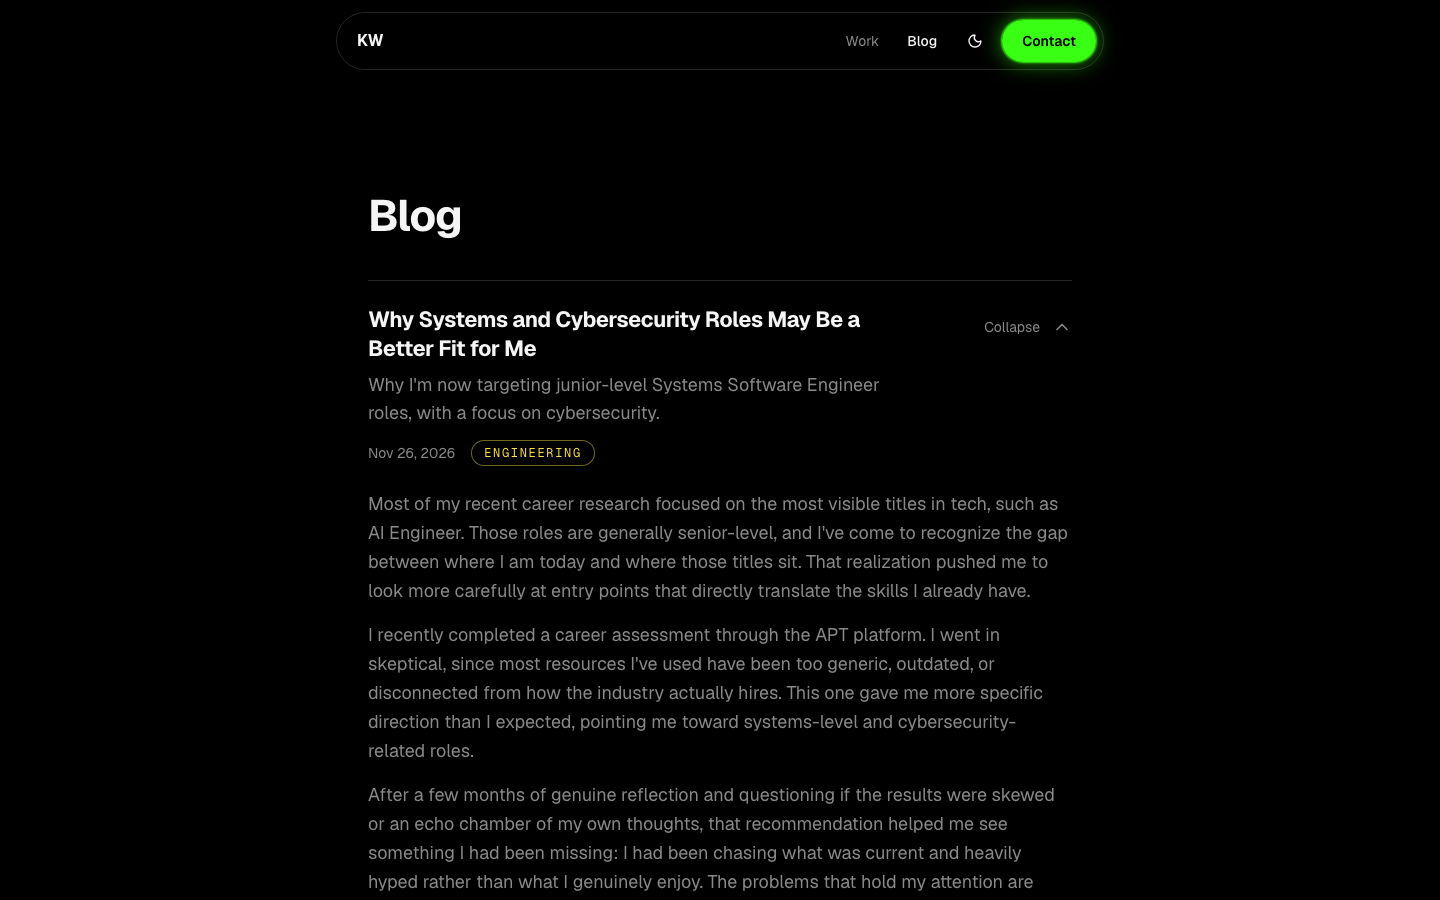 KW
Work
Blog
Contact
Blog
Why Systems and Cybersecurity Roles May Be a
Better Fit for Me
Collapse
Why I'm now targeting junior-level Systems Software Engineer
roles, with a focus on cybersecurity.
Nov 26, 2026
ENGINEERING
Most of my recent career research focused on the most visible titles in tech, such as
AI Engineer. Those roles are generally senior-level, and I've come to recognize the gap
between where I am today and where those titles sit. That realization pushed me to
look more carefully at entry points that directly translate the skills I already have.
I recently completed a career assessment through the APT platform. I went in
skeptical, since most resources I've used have been too generic, outdated, or
disconnected from how the industry actually hires. This one gave me more specific
direction than I expected, pointing me toward systems-level and cybersecurity-
related roles.
After a few months of genuine reflection and questioning if the results were skewed
or an echo chamber of my own thoughts, that recommendation helped me see
something I had been missing: I had been chasing what was current and heavily
hyped rather than what I genuinely enjoy. The problems that hold my attention are